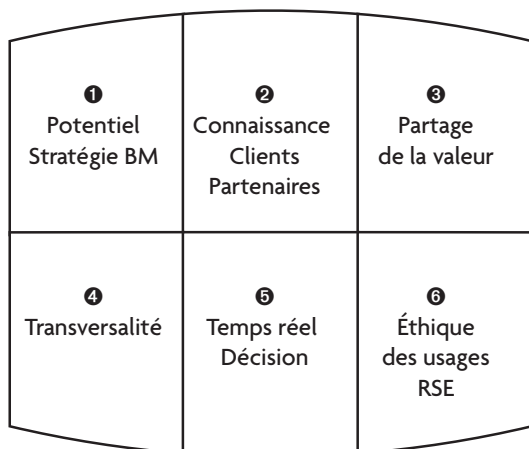 ❶
Potentiel
Stratégie BM
❷
Connaissance
Clients
Partenaires
❸
Partage
de la valeur
❹
Transversalité
❺
Temps réel
Décision
❻
Éthique
des usages
RSE